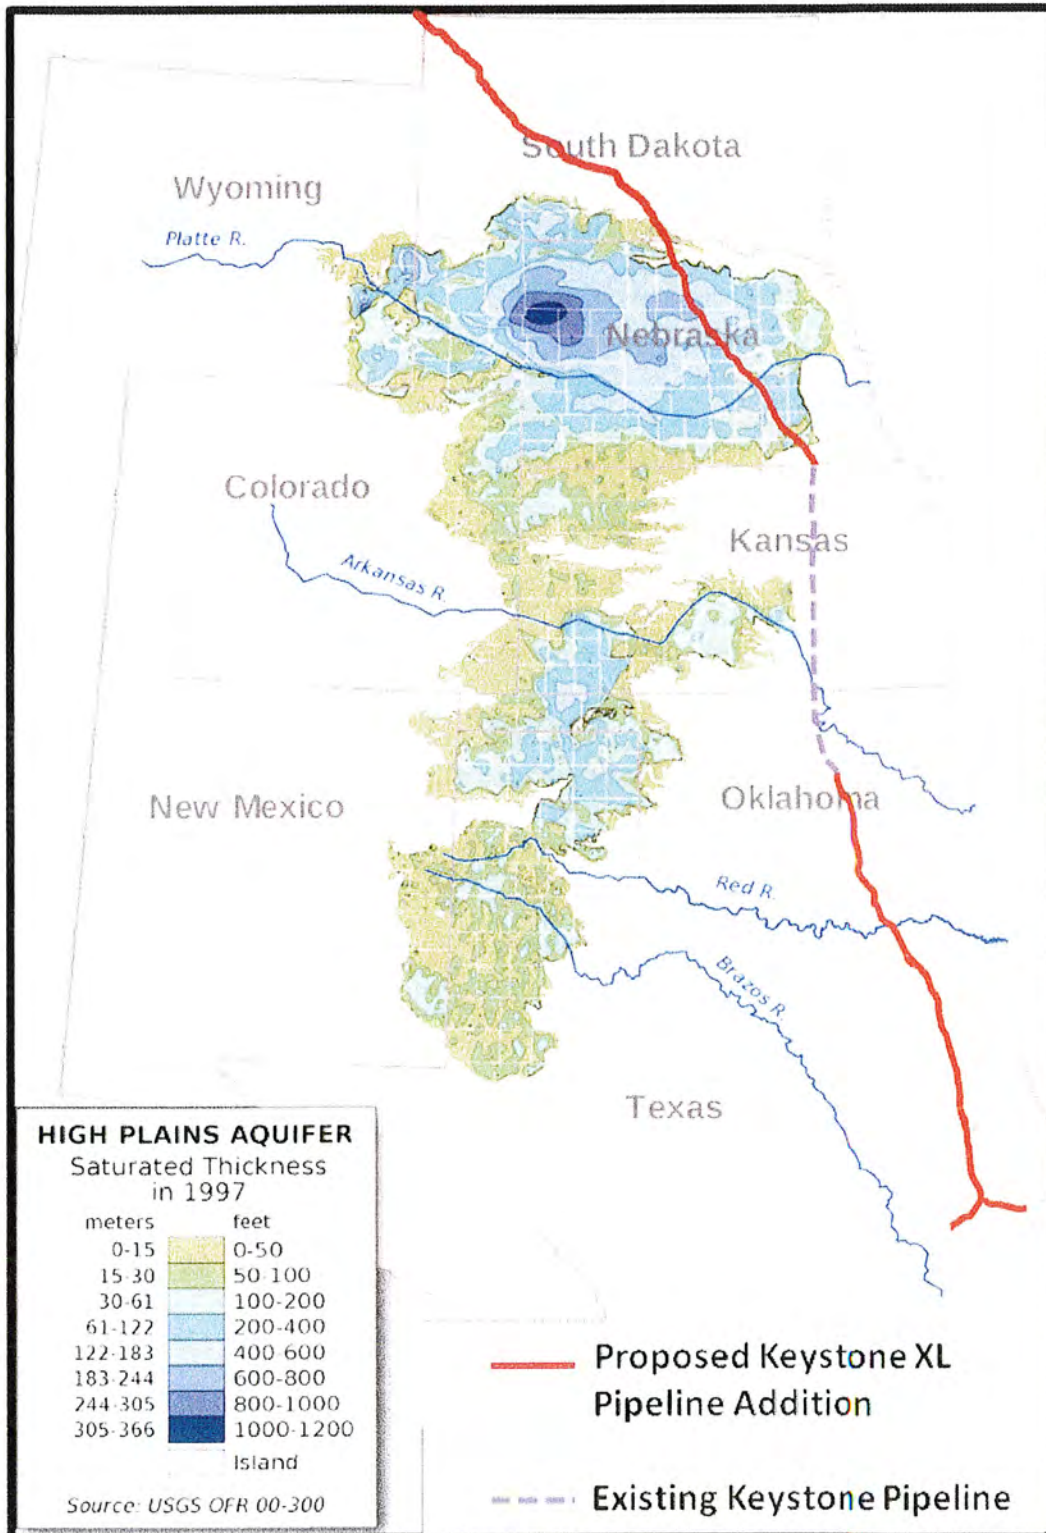 South Dakota
Wyoming
Platte R.
Nebraska
Colorado
Kansas
Arkansas R.
New Mexico
Oklahoma
Red R.
Brazos R.
Texas
HIGH PLAINS AQUIFER
Saturated Thickness
in 1997
meters feet
0-15 0-50
15-30 50-100
30-61 100-200
61-122 200-400
122-183 400-600
183-244 600-800
244-305 800-1000
305-366 1000-1200
Island
Source: USGS OFR 00-300
Proposed Keystone XL
Pipeline Addition
Existing Keystone Pipeline